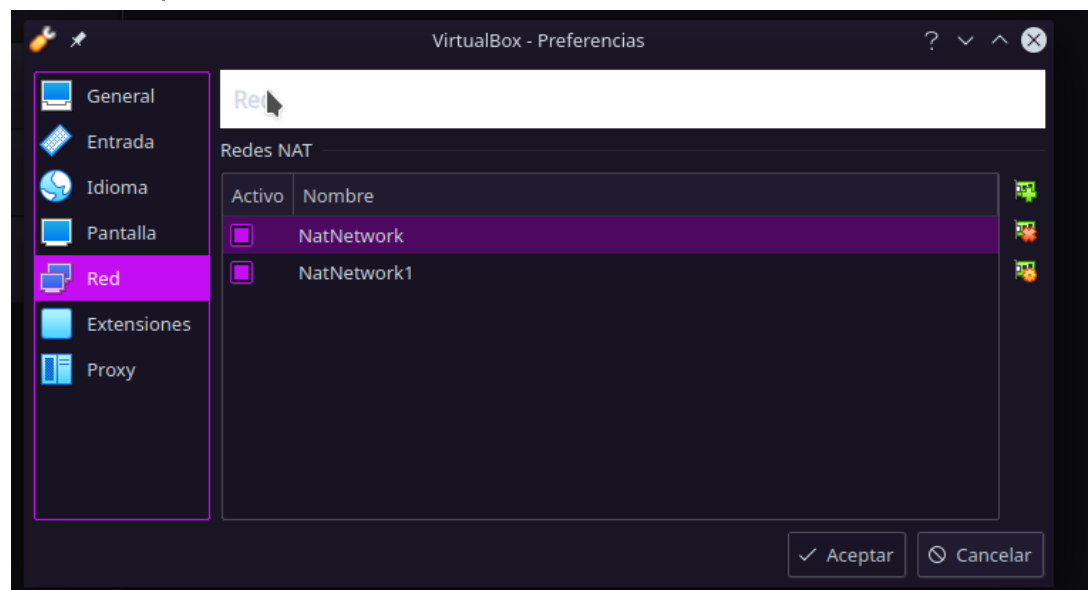 VirtualBox - Preferencias
General
Entrada
Idioma
Pantalla
Red
Extensiones
Proxy
Redes NAT
Activo Nombre
NatNetwork
NatNetwork1
Aceptar
Cancelar